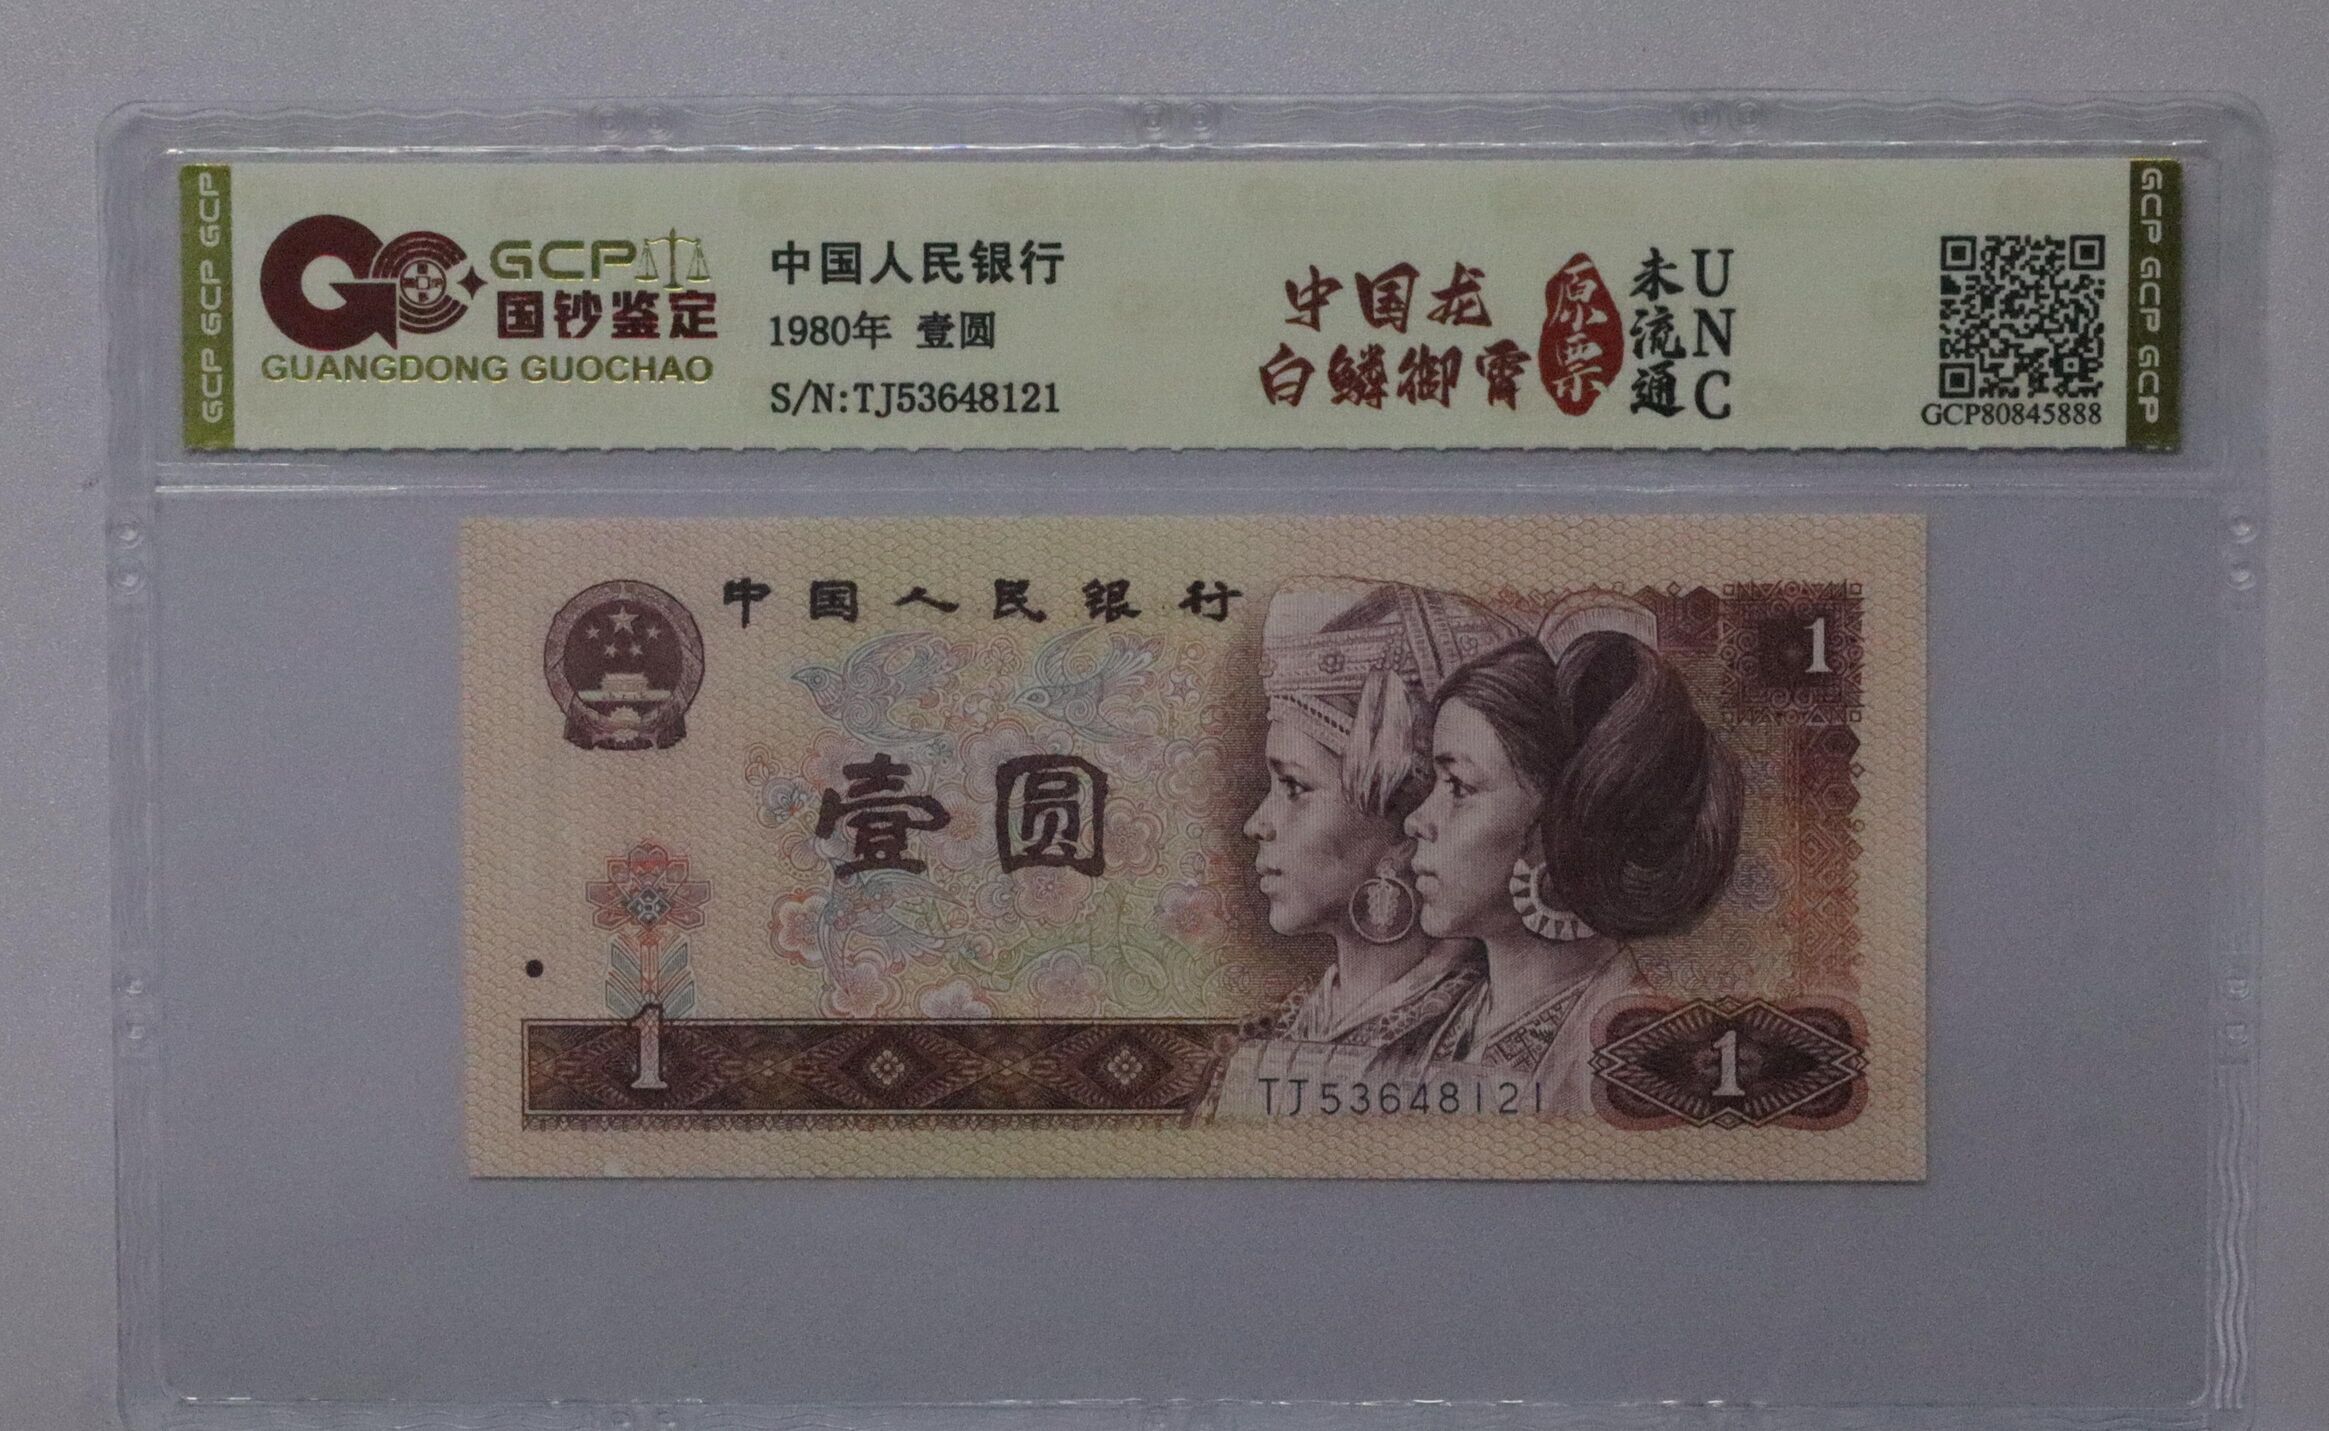 GCP GCP GCP
GCP
国钞鉴定
GUANGDONG GUOCHAO
中国人民银行
1980年 壹圆
S/N:TJ53648121
中国龙
白鳞御霄
原票
未流通
UNC
GCP80845888
GCP GCP GCP
中国人民银行
1
壹圆
1
1
TJ53648121